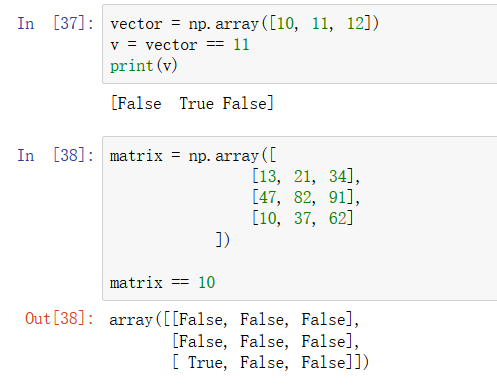 In [37]: vector = np.array([10, 11, 12])
v = vector == 11
print(v)
[False  True False]
In [38]: matrix = np.array([
[13, 21, 34],
[47, 82, 91],
[10, 37, 62]
])
matrix == 10
Out[38]: array([[False, False, False],
[False, False, False],
[ True, False, False]])